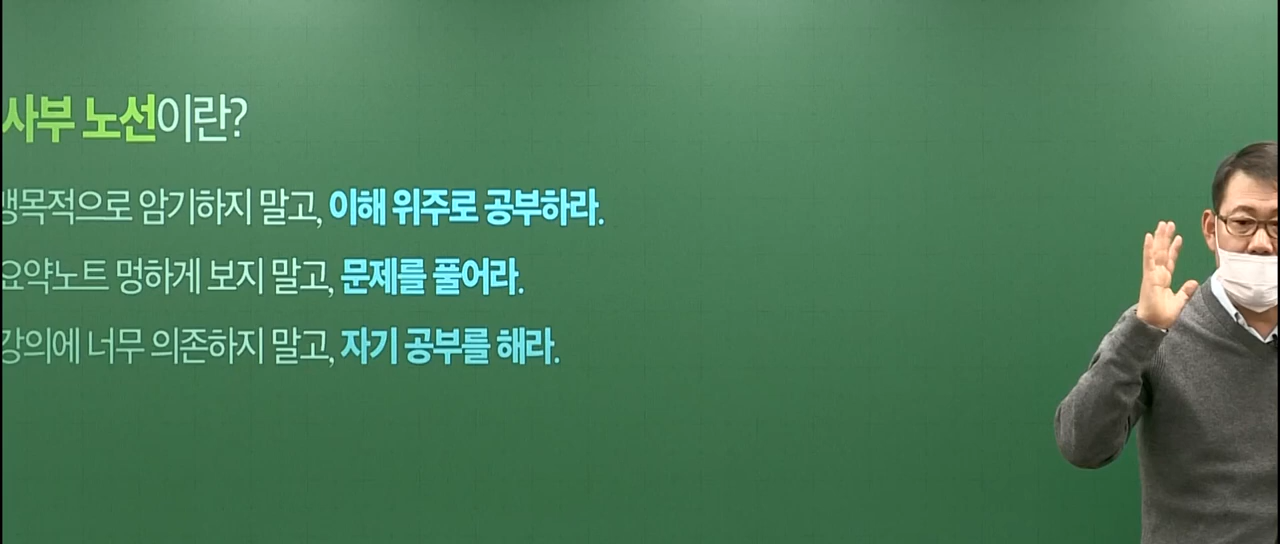 사부 노선이란?
맹목적으로 암기하지 말고, 이해 위주로 공부하라.
요약노트 멍하게 보지 말고, 문제를 풀어라.
강의에 너무 의존하지 말고, 자기 공부를 해라.